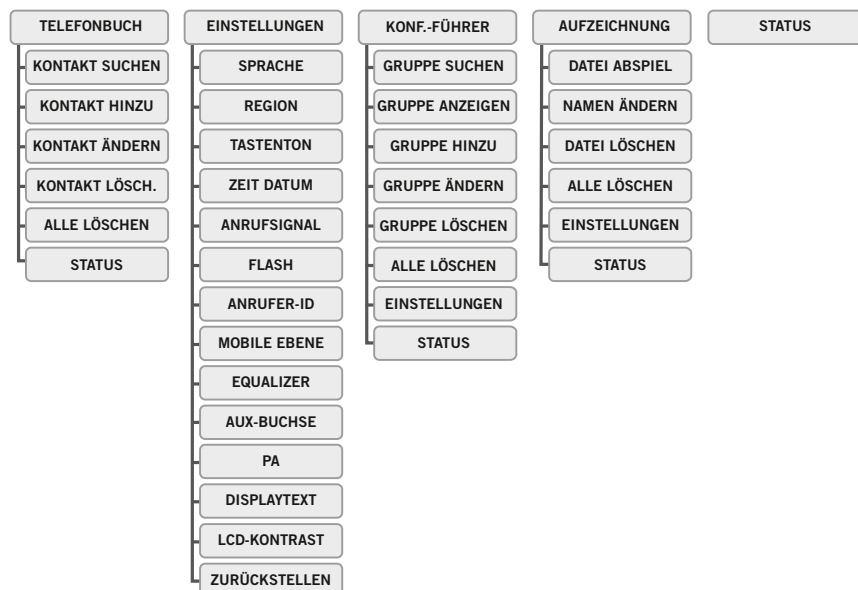 TELEFONBUCH
KONTAKT SUCHEN
KONTAKT HINZU
KONTAKT ÄNDERN
KONTAKT LÖSCH.
ALLE LÖSCHEN
STATUS
EINSTELLUNGEN
SPRACHE
REGION
TASTENTON
ZEIT DATUM
ANRUFSIGNAL
FLASH
ANRUFER-ID
MOBILE EBENE
EQUALIZER
AUX-BUCHSE
PA
DISPLAYTEXT
LCD-KONTRAST
ZURÜCKSTELLEN
KONF.-FÜHRER
GRUPPE SUCHEN
GRUPPE ANZEIGEN
GRUPPE HINZU
GRUPPE ÄNDERN
GRUPPE LÖSCHEN
ALLE LÖSCHEN
EINSTELLUNGEN
STATUS
AUFZEICHNUNG
DATEI ABSPIEL
NAMEN ÄNDERN
DATEI LÖSCHEN
ALLE LÖSCHEN
EINSTELLUNGEN
STATUS
STATUS